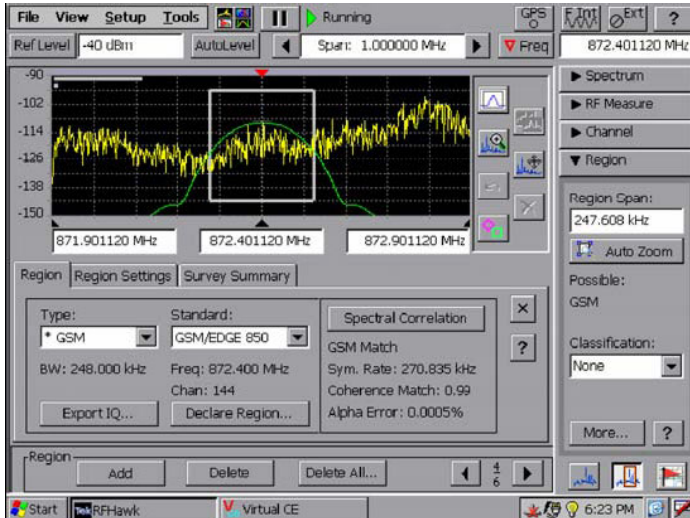 File View Setup Tools Running GPS F Int Ext ?
Ref Level -40 dBm AutoLevel Span: 1.000000 MHz Freq 872.401120 MHz
-90
-102
-114
-126
-138
-150
871.901120 MHz 872.401120 MHz 872.901120 MHz
Spectrum
RF Measure
Channel
Region
Region Span:
247.608 kHz
Auto Zoom
Possible:
GSM
Classification:
None
More... ?
Region Region Settings Survey Summary
Type: Standard:
* GSM GSM/EDGE 850
BW: 248.000 kHz Freq: 872.400 MHz
Chan: 144
Export IQ... Declare Region...
Spectral Correlation
GSM Match
Sym. Rate: 270.835 kHz
Coherence Match: 0.99
Alpha Error: 0.0005%
?
Region
Add Delete Delete All... 4
6
Start Tek RFHawk Virtual CE 6:23 PM